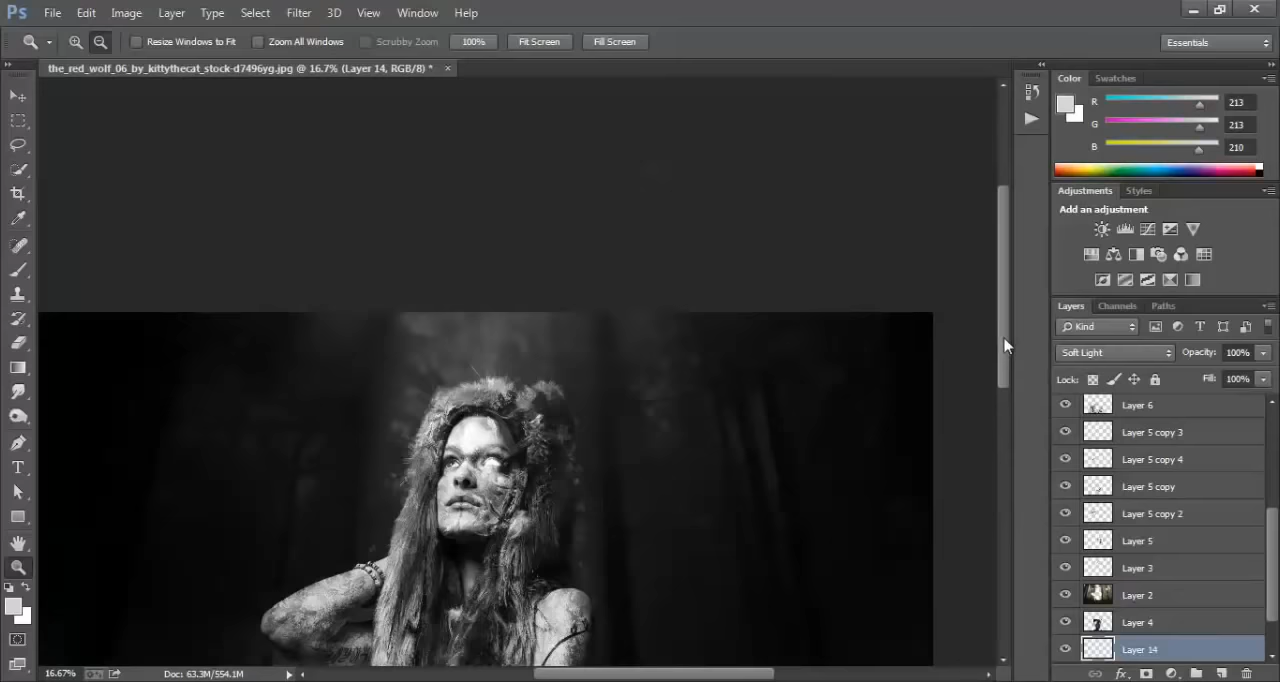 Ps File Edit Image Layer Type Select Filter 3D View Window Help
Resize Windows to Fit Zoom All Windows Scrubby Zoom 100% Fit Screen Fill Screen Essentials
the_red_wolf_06_by_kittythecat_stock-d7496yg.jpg @ 16.7% (Layer 14, RGB/8) *
Color Swatches
R 213
G 213
B 210
Adjustments Styles
Add an adjustment
Layers Channels Paths
Kind
Soft Light Opacity: 100%
Lock: Fill: 100%
Layer 6
Layer 5 copy 3
Layer 5 copy 4
Layer 5 copy
Layer 5 copy 2
Layer 5
Layer 3
Layer 2
Layer 4
Layer 14
16.67% Doc: 63.3M/554.1M